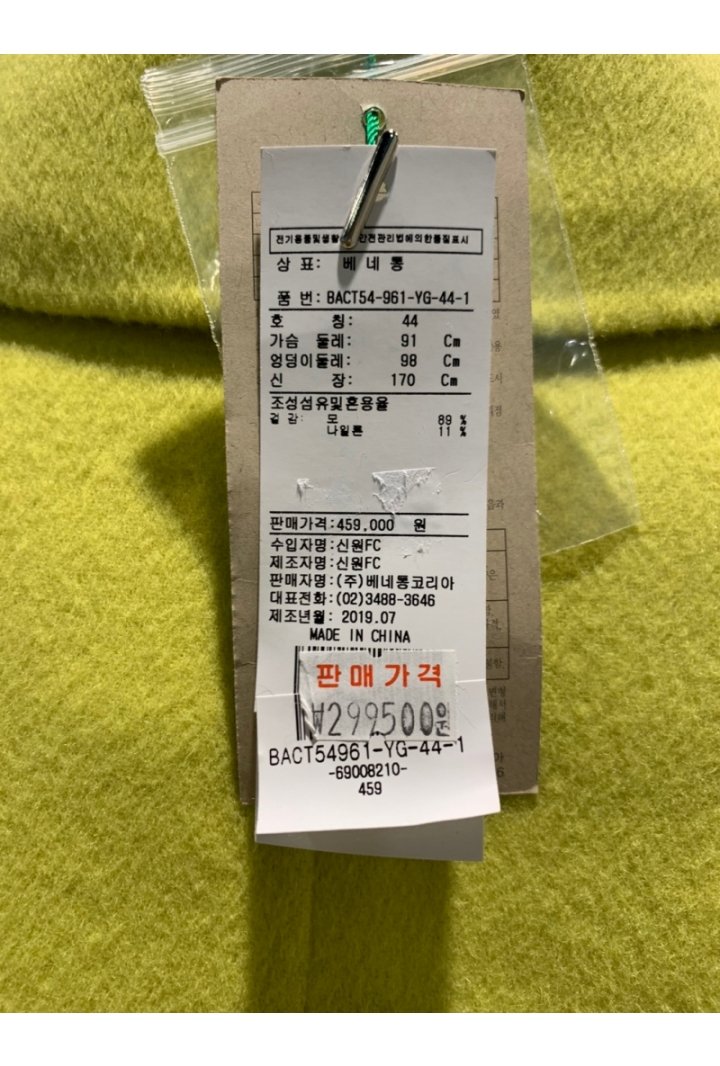 전기용품및생활 안전관리법에의한품질표시
상 표: 베네통
품 번: BACT54-961-YG-44-1
호 칭: 44
가슴 둘레: 91 Cm
엉덩이둘레: 98 Cm
신 장: 170 Cm
조성섬유및혼용율
겉감: 모 89 %
나일론 11 %
판매가격:459,000 원
수입자명:신원FC
제조자명:신원FC
판매자명:(주)베네통코리아
대표전화:(02)3488-3646
제조년월: 2019.07
MADE IN CHINA
판매가격
₩299500원
BACT54961-YG-44-1
-69008210-
459